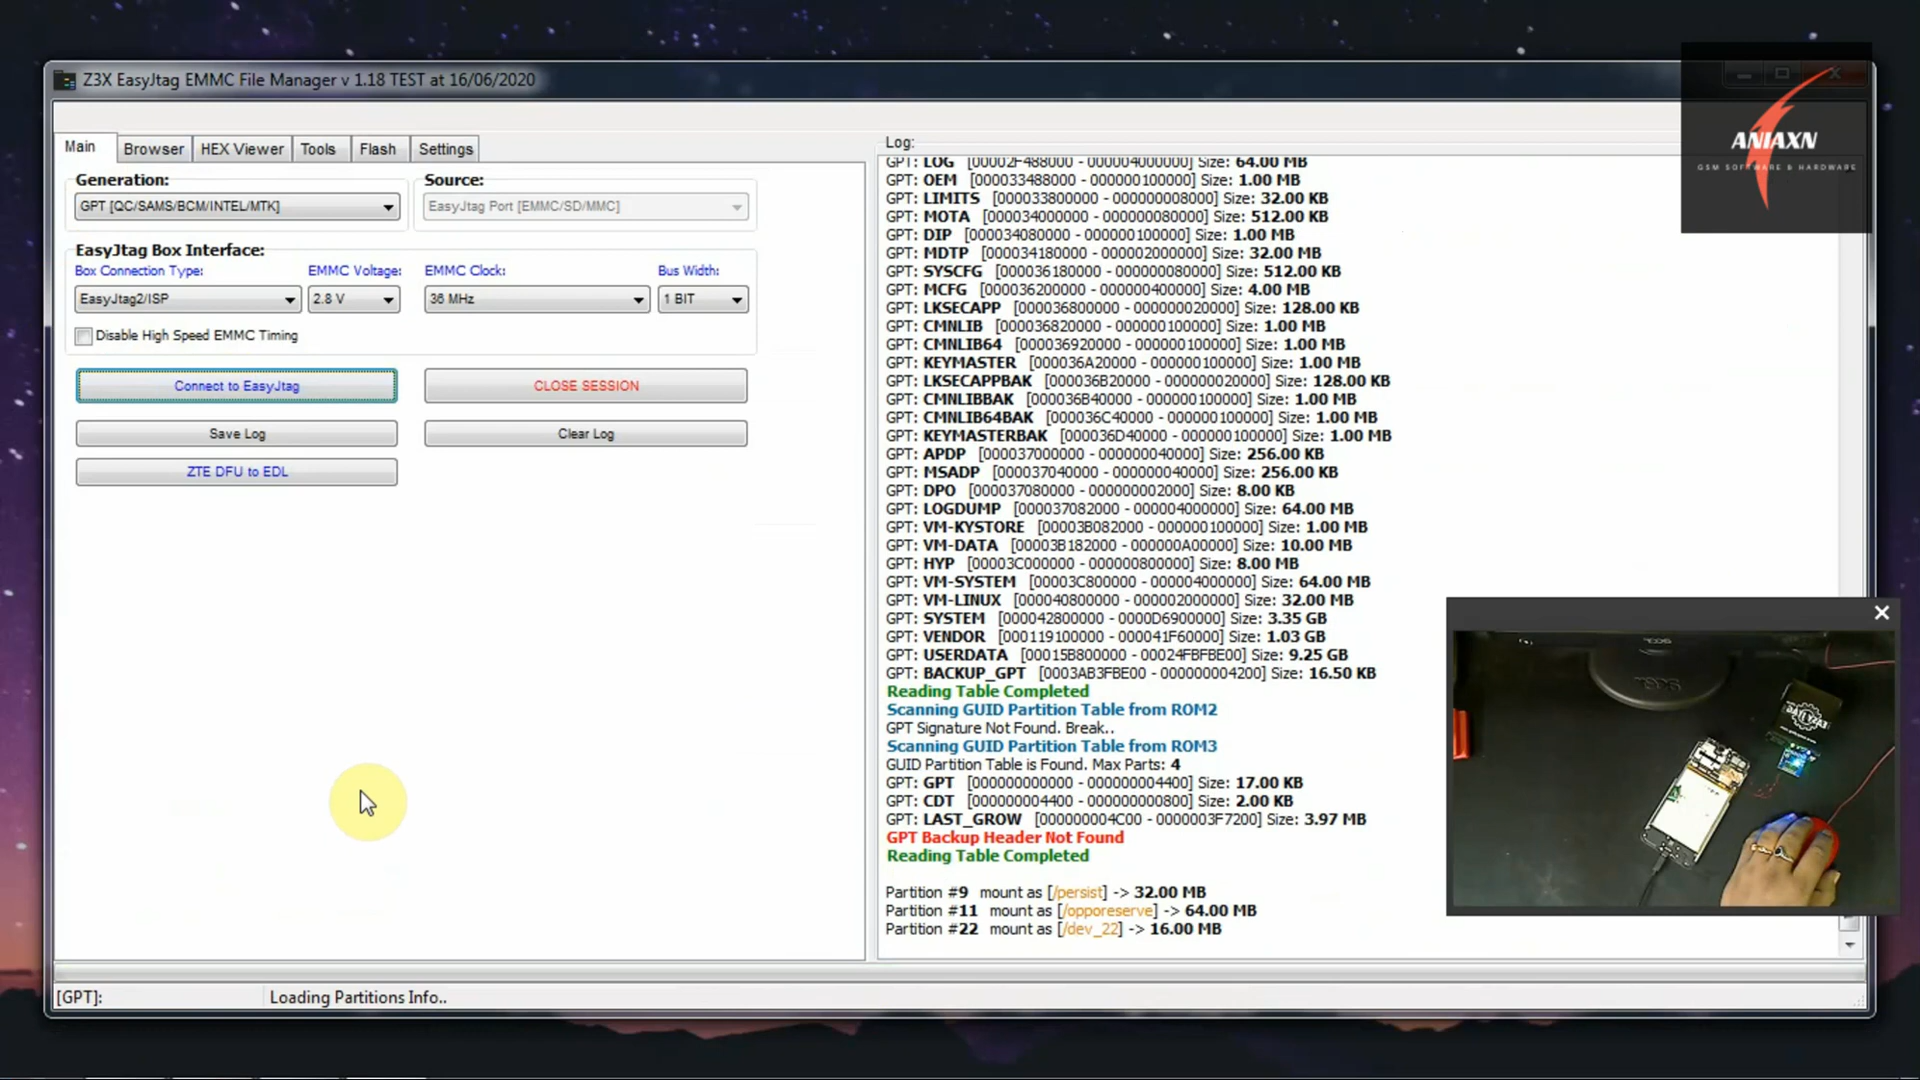 Z3X EasyJtag EMMC File Manager v 1.18 TEST at 16/06/2020
Main
Browser
HEX Viewer
Tools
Flash
Settings
Generation:
Source:
GPT [QC/SAMS/BCM/INTEL/MTK]
EasyJtag Port [EMMC/SD/MMC]
EasyJtag Box Interface:
Box Connection Type:
EMMC Voltage:
EMMC Clock:
Bus Width:
EasyJtag2/ISP
2.8 V
36 MHz
1 BIT
Disable High Speed EMMC Timing
Connect to EasyJtag
CLOSE SESSION
Save Log
Clear Log
ZTE DFU to EDL
Log:
GPT: LOG [00002F488000 - 000004000000] Size: 64.00 MB
GPT: OEM [000033488000 - 000000100000] Size: 1.00 MB
GPT: LIMITS [000033800000 - 000000008000] Size: 32.00 KB
GPT: MOTA [000034000000 - 000000080000] Size: 512.00 KB
GPT: DIP [000034080000 - 000000100000] Size: 1.00 MB
GPT: MDTP [000034180000 - 000002000000] Size: 32.00 MB
GPT: SYSCFG [000036180000 - 000000080000] Size: 512.00 KB
GPT: MCFG [000036200000 - 000000400000] Size: 4.00 MB
GPT: LKSECAPP [000036800000 - 000000020000] Size: 128.00 KB
GPT: CMNLIB [000036820000 - 000000100000] Size: 1.00 MB
GPT: CMNLIB64 [000036920000 - 000000100000] Size: 1.00 MB
GPT: KEYMASTER [000036A20000 - 000000100000] Size: 1.00 MB
GPT: LKSECAPPBAK [000036B20000 - 000000020000] Size: 128.00 KB
GPT: CMNLIBBAK [000036B40000 - 000000100000] Size: 1.00 MB
GPT: CMNLIB64BAK [000036C40000 - 000000100000] Size: 1.00 MB
GPT: KEYMASTERBAK [000036D40000 - 000000100000] Size: 1.00 MB
GPT: APDP [000037000000 - 000000040000] Size: 256.00 KB
GPT: MSADP [000037040000 - 000000040000] Size: 256.00 KB
GPT: DPO [000037080000 - 000000002000] Size: 8.00 KB
GPT: LOGDUMP [000037082000 - 000004000000] Size: 64.00 MB
GPT: VM-KYSTORE [00003B082000 - 000000100000] Size: 1.00 MB
GPT: VM-DATA [00003B182000 - 000000A00000] Size: 10.00 MB
GPT: HYP [00003C000000 - 000000800000] Size: 8.00 MB
GPT: VM-SYSTEM [00003C800000 - 000004000000] Size: 64.00 MB
GPT: VM-LINUX [000040800000 - 000002000000] Size: 32.00 MB
GPT: SYSTEM [000042800000 - 0000D6900000] Size: 3.35 GB
GPT: VENDOR [000119100000 - 000041F60000] Size: 1.03 GB
GPT: USERDATA [00015B800000 - 00024FBFBE00] Size: 9.25 GB
GPT: BACKUP_GPT [0003AB3FBE00 - 000000004200] Size: 16.50 KB
Reading Table Completed
Scanning GUID Partition Table from ROM2
GPT Signature Not Found. Break..
Scanning GUID Partition Table from ROM3
GUID Partition Table is Found. Max Parts: 4
GPT: GPT [000000000000 - 000000004400] Size: 17.00 KB
GPT: CDT [000000004400 - 000000000800] Size: 2.00 KB
GPT: LAST_GROW [000000004C00 - 0000003F7200] Size: 3.97 MB
GPT Backup Header Not Found
Reading Table Completed
Partition #9 mount as [/persist] -> 32.00 MB
Partition #11 mount as [/opporeserve] -> 64.00 MB
Partition #22 mount as [/dev_22] -> 16.00 MB
[GPT]:
Loading Partitions Info..
ANIAXN
GSM SOFTWARE & HARDWARE
acer